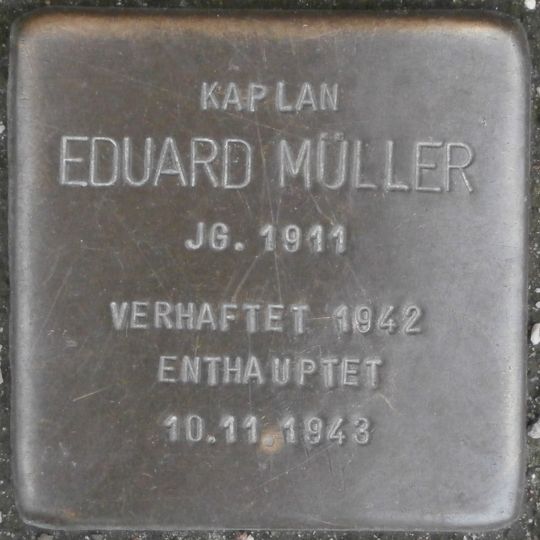 KAPLAN
EDUARD MÜLLER
JG. 1911
VERHAFTET 1942
ENTHAUPTET
10.11.1943